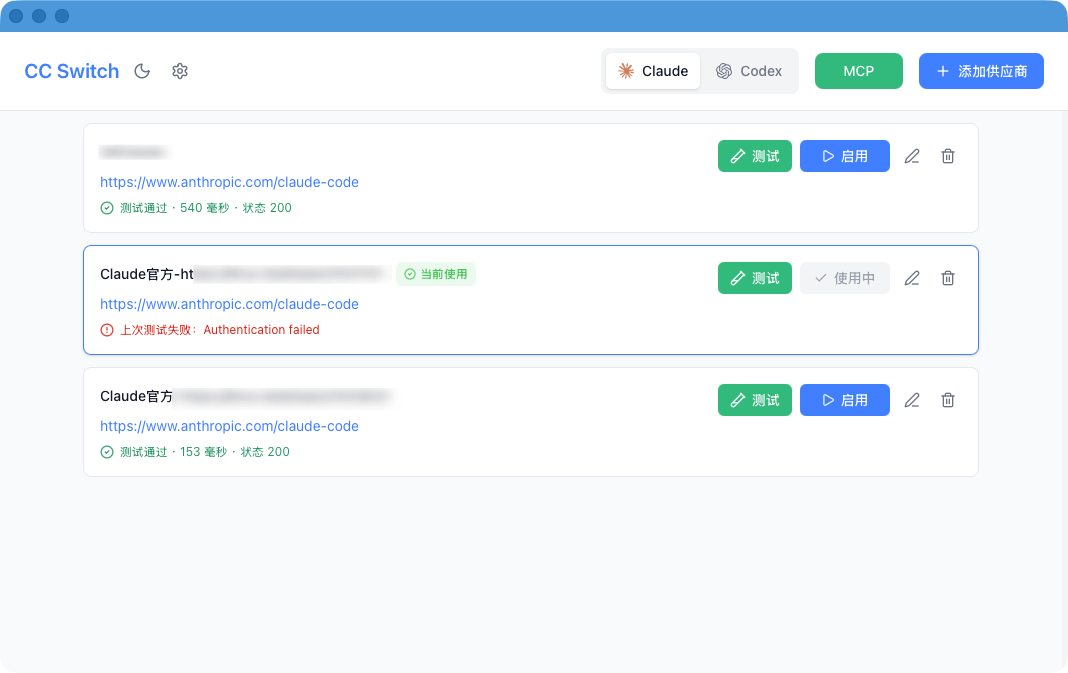 CC Switch
Claude
Codex
MCP
添加供应商
测试
启用
https://www.anthropic.com/claude-code
测试通过 · 540 毫秒 · 状态 200
Claude官方-ht
当前使用
测试
使用中
https://www.anthropic.com/claude-code
上次测试失败：Authentication failed
Claude官方
测试
启用
https://www.anthropic.com/claude-code
测试通过 · 153 毫秒 · 状态 200